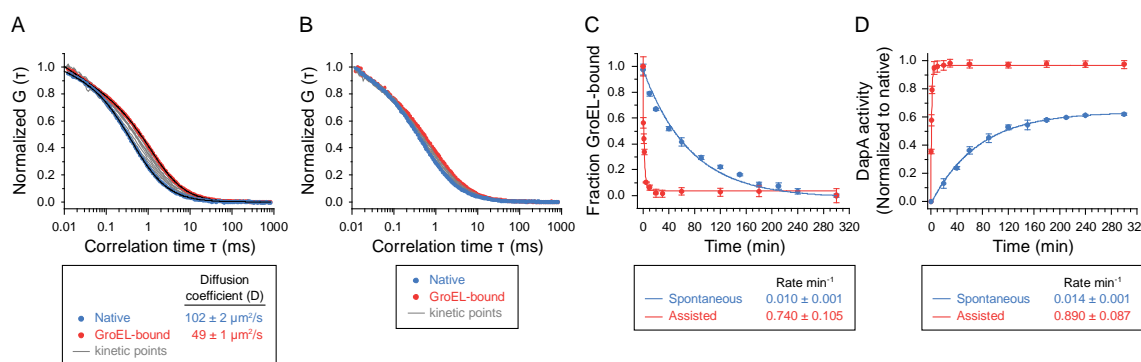 A
Normalized G (τ)
1.0
0.8
0.6
0.4
0.2
0.0
0.01 0.1 1 10 100 800
Correlation time τ (ms)
Diffusion
coefficient (D)
Native 102 ± 2 µm²/s
GroEL-bound 49 ± 1 µm²/s
kinetic points
B
Normalized G (τ)
1.0
0.8
0.6
0.4
0.2
0.0
0.01 0.1 1 10 100 800
Correlation time τ (ms)
Native
GroEL-bound
kinetic points
C
Fraction GroEL-bound
1.0
0.8
0.6
0.4
0.2
0.0
0 40 80 120 160 200 240 280 320
Time (min)
Rate min⁻¹
Spontaneous 0.010 ± 0.001
Assisted 0.740 ± 0.105
D
DapA activity
(Normalized to native)
1.0
0.8
0.6
0.4
0.2
0.0
0 40 80 120 160 200 240 280 320
Time (min)
Rate min⁻¹
Spontaneous 0.014 ± 0.001
Assisted 0.890 ± 0.087